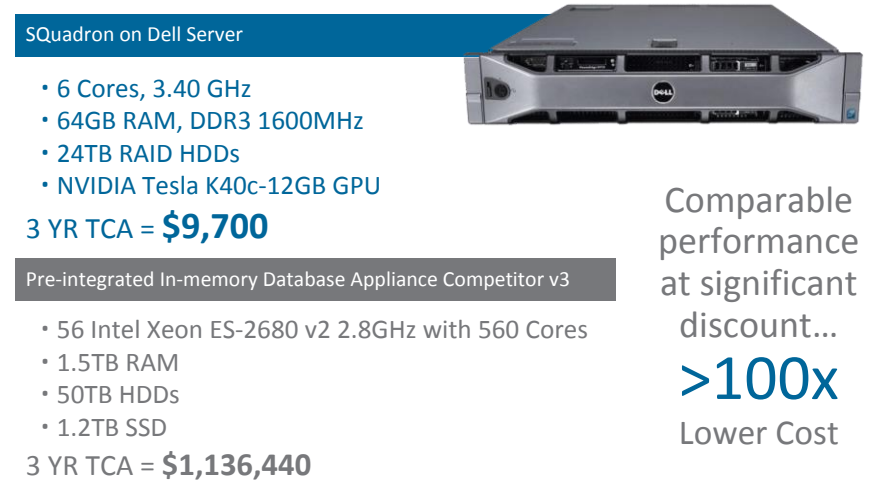 SQuadron on Dell Server
• 6 Cores, 3.40 GHz
• 64GB RAM, DDR3 1600MHz
• 24TB RAID HDDs
• NVIDIA Tesla K40c-12GB GPU
3 YR TCA = $9,700
DELL
Pre-integrated In-memory Database Appliance Competitor v3
• 56 Intel Xeon ES-2680 v2 2.8GHz with 560 Cores
• 1.5TB RAM
• 50TB HDDs
• 1.2TB SSD
3 YR TCA = $1,136,440
Comparable
performance
at significant
discount…
>100x
Lower Cost